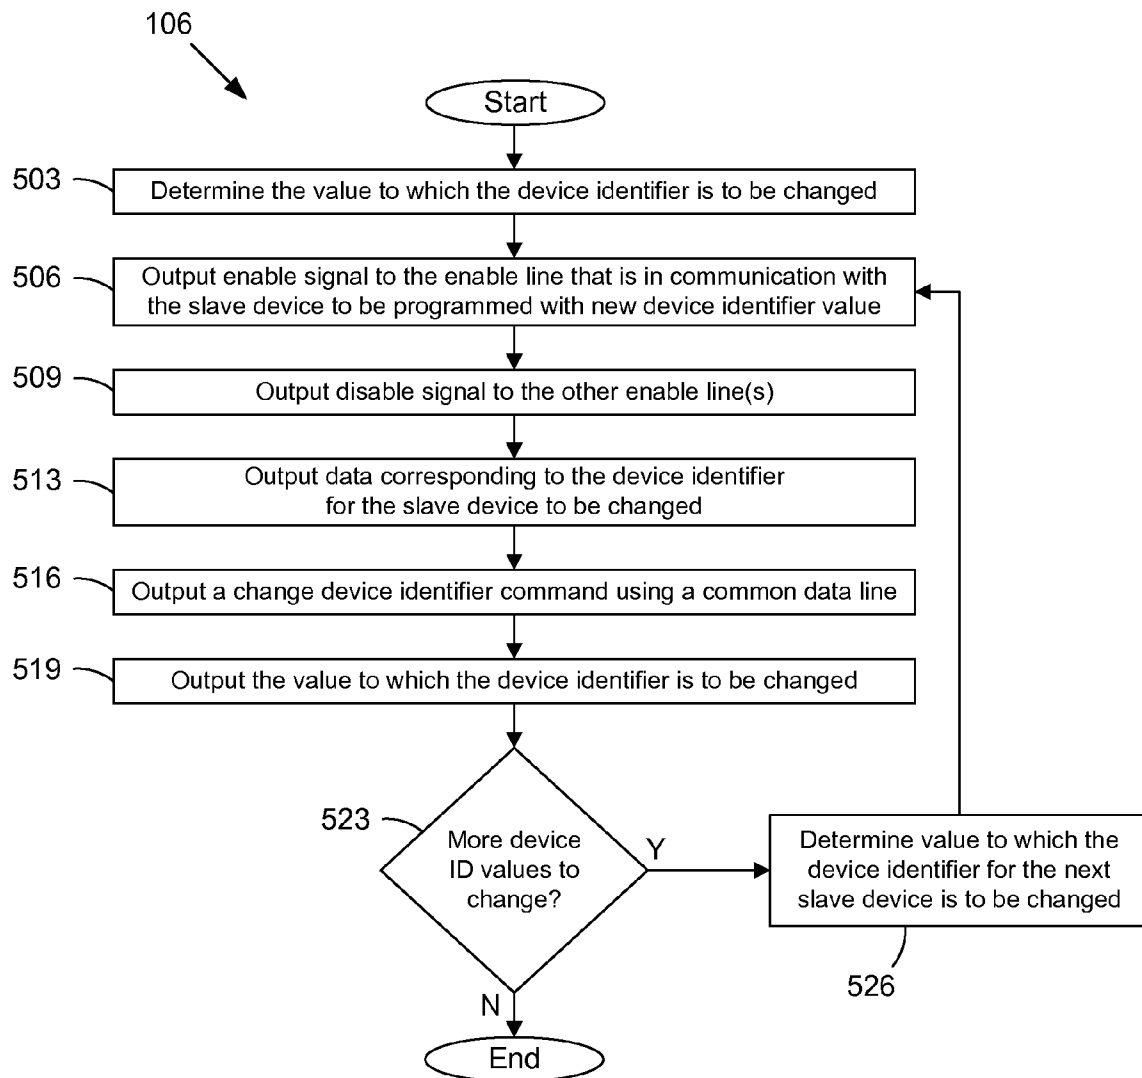 106
Start
503
Determine the value to which the device identifier is to be changed
506
Output enable signal to the enable line that is in communication with
the slave device to be programmed with new device identifier value
509
Output disable signal to the other enable line(s)
513
Output data corresponding to the device identifier
for the slave device to be changed
516
Output a change device identifier command using a common data line
519
Output the value to which the device identifier is to be changed
523
More device
ID values to
change?
Y
Determine value to which the
device identifier for the next
slave device is to be changed
526
N
End